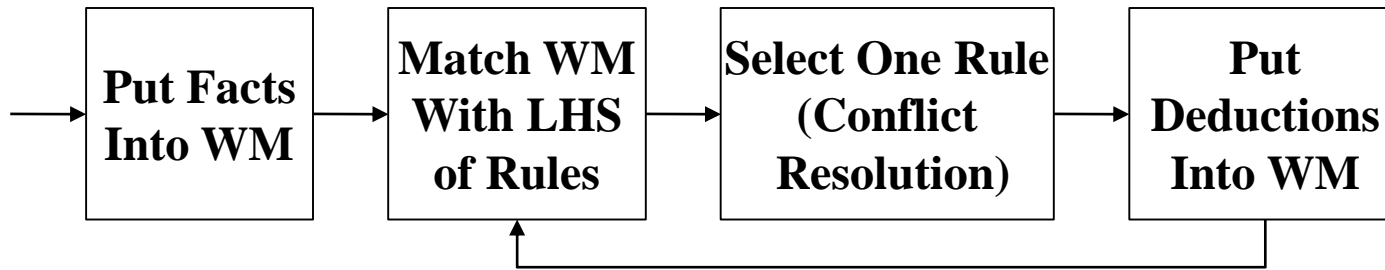 Put Facts
Into WM
Match WM
With LHS
of Rules
Select One Rule
(Conflict
Resolution)
Put
Deductions
Into WM